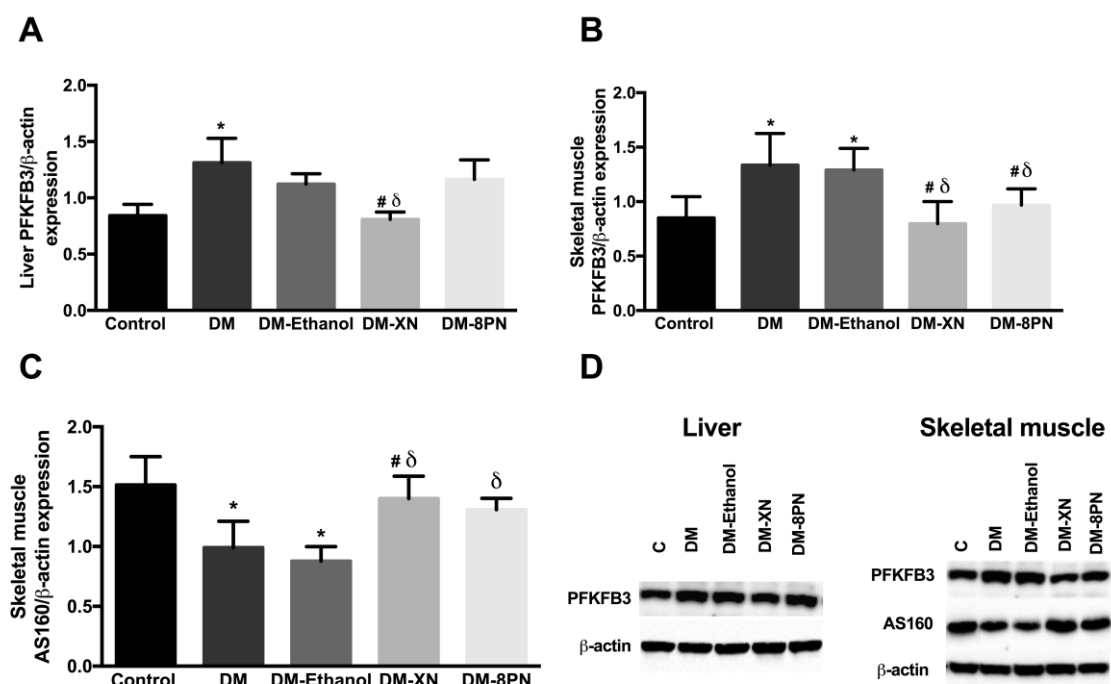 A
Liver PFKFB3/β-actin
expression
2.0
1.5
1.0
0.5
0.0
*
# δ
Control DM DM-Ethanol DM-XN DM-8PN
B
Skeletal muscle
PFKFB3/β-actin expression
2.0
1.5
1.0
0.5
0.0
*
*
# δ
#δ
Control DM DM-Ethanol DM-XN DM-8PN
C
Skeletal muscle
AS160/β-actin expression
2.0
1.5
1.0
0.5
0.0
*
*
# δ
δ
Control DM DM-Ethanol DM-XN DM-8PN
D
Liver
C
DM
DM-Ethanol
DM-XN
DM-8PN
PFKFB3
β-actin
Skeletal muscle
C
DM
DM-Ethanol
DM-XN
DM-8PN
PFKFB3
AS160
β-actin